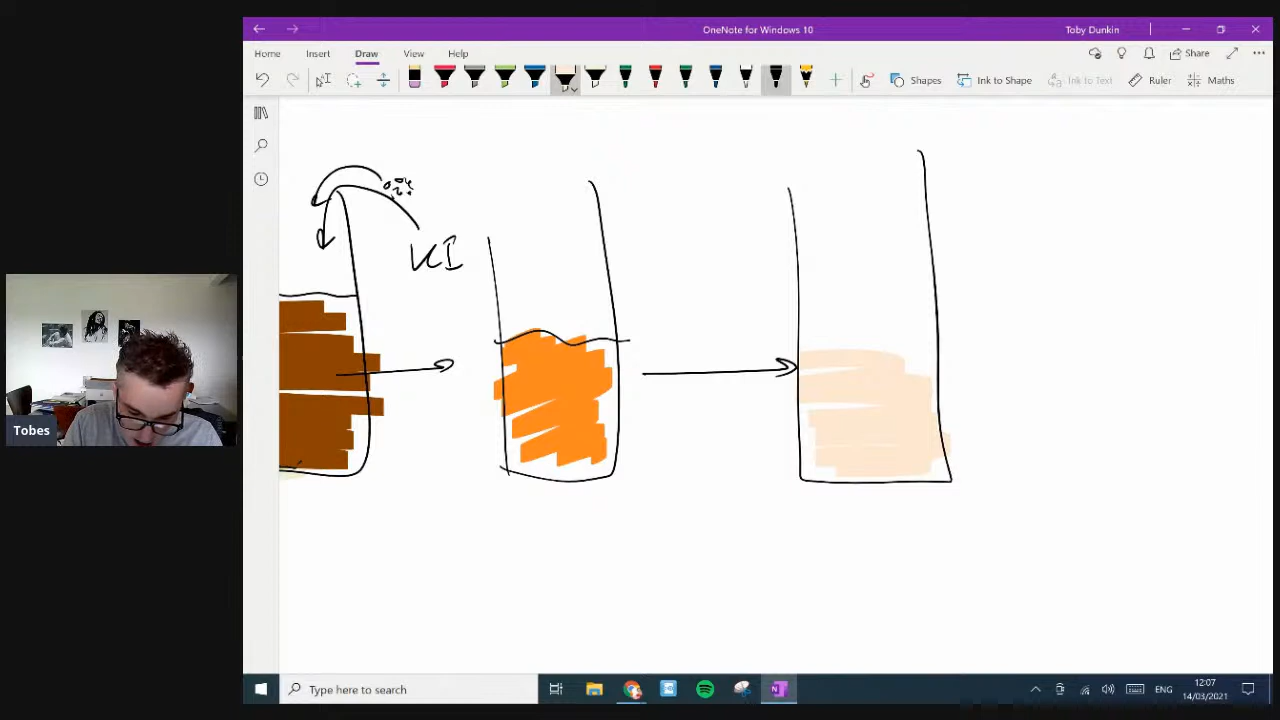 OneNote for Windows 10
Toby Dunkin
Home Insert Draw View Help
Share
Shapes Ink to Shape Ink to Text Ruler Maths
KI
Tobes
Type here to search
ENG
12:07
14/03/2021